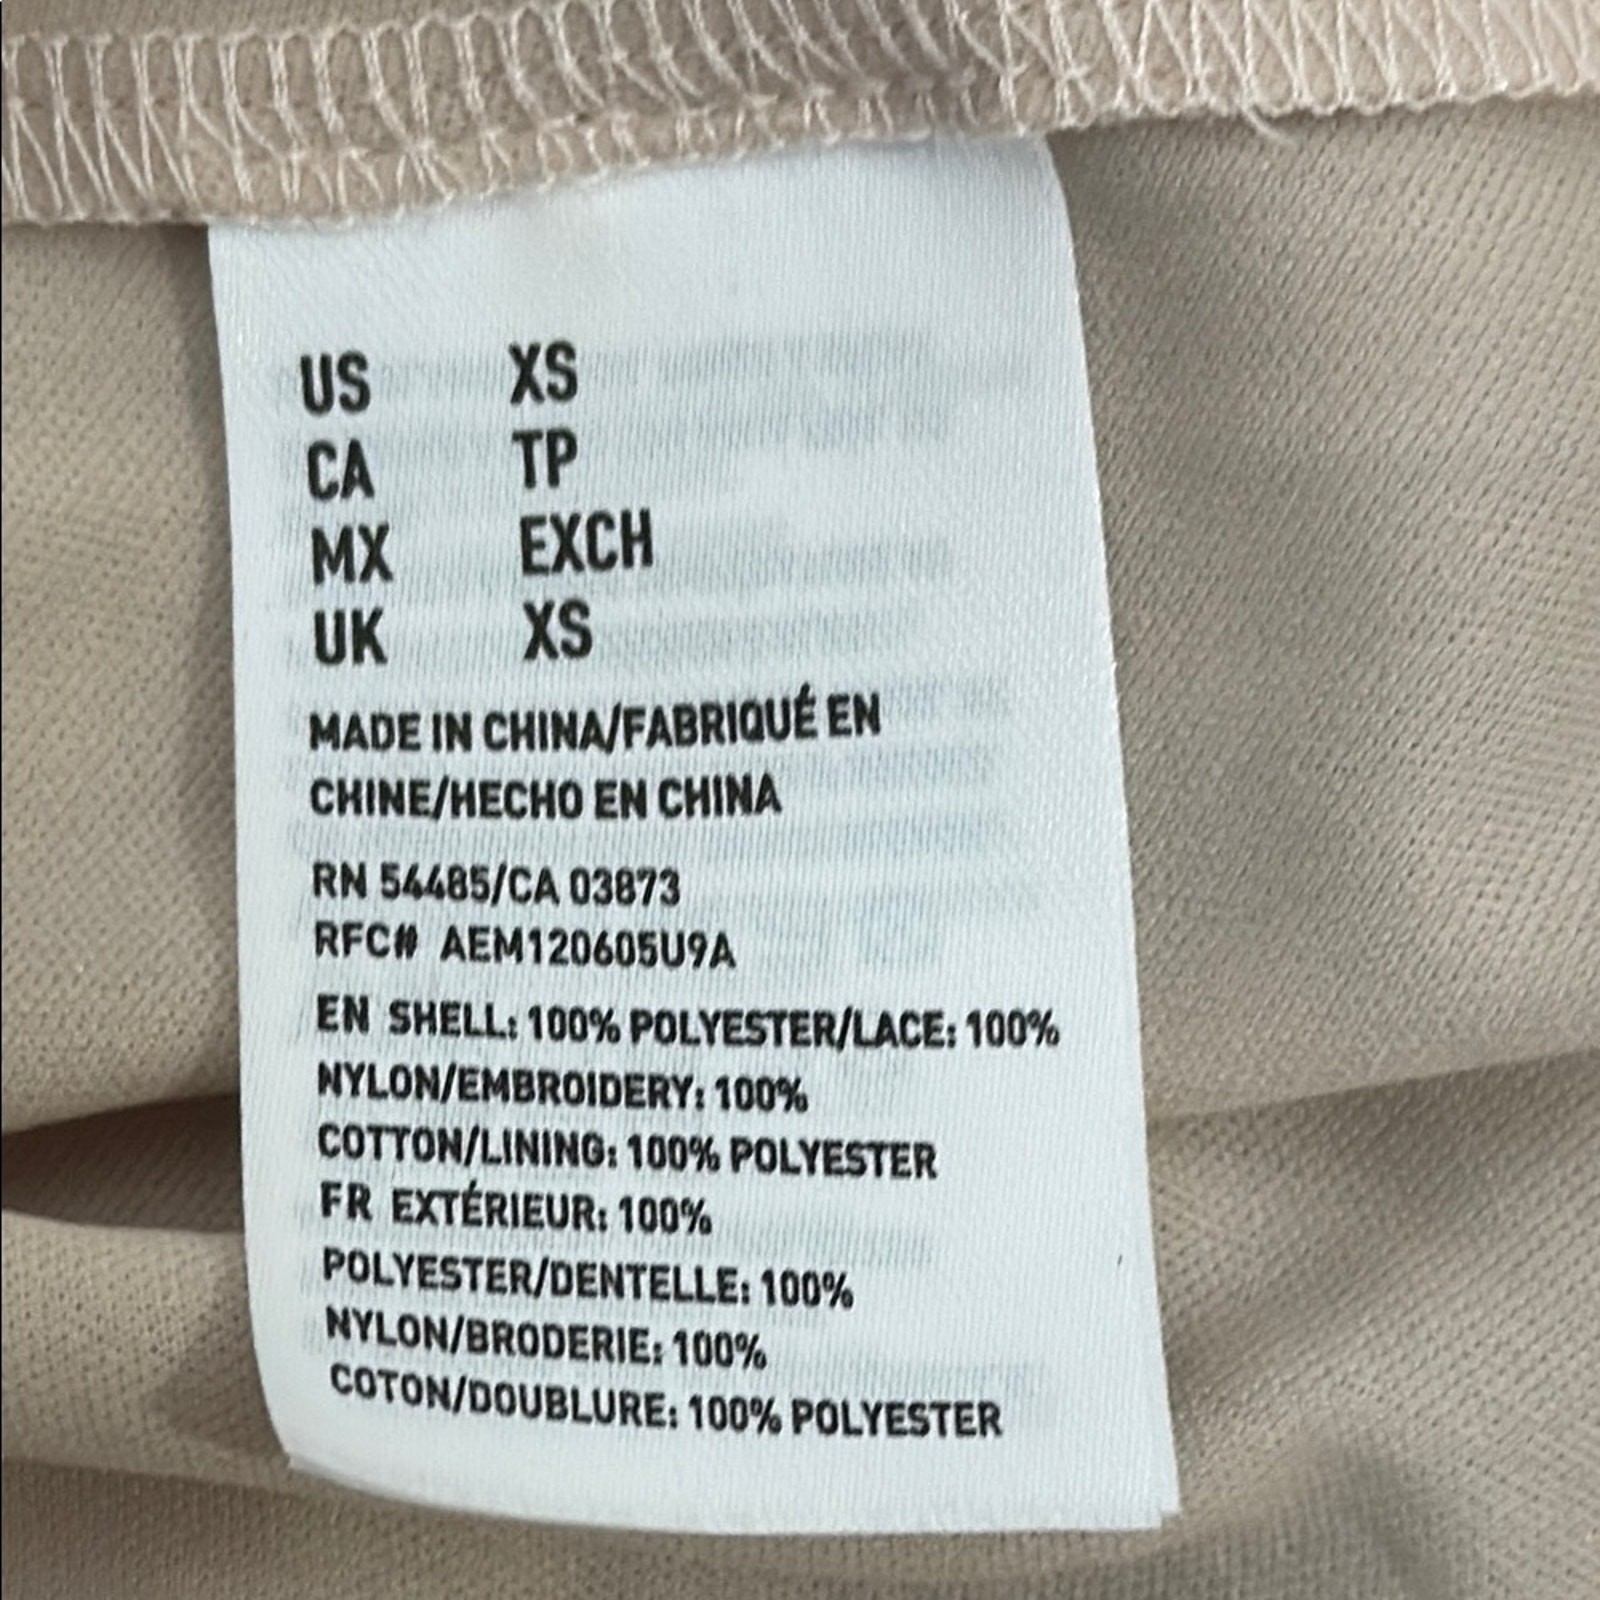 US XS
CA TP
MX EXCH
UK XS
MADE IN CHINA/FABRIQUÉ EN
CHINE/HECHO EN CHINA
RN 54485/CA 03873
RFC# AEM120605U9A
EN SHELL: 100% POLYESTER/LACE: 100%
NYLON/EMBROIDERY: 100%
COTTON/LINING: 100% POLYESTER
FR EXTÉRIEUR: 100%
POLYESTER/DENTELLE: 100%
NYLON/BRODERIE: 100%
COTON/DOUBLURE: 100% POLYESTER